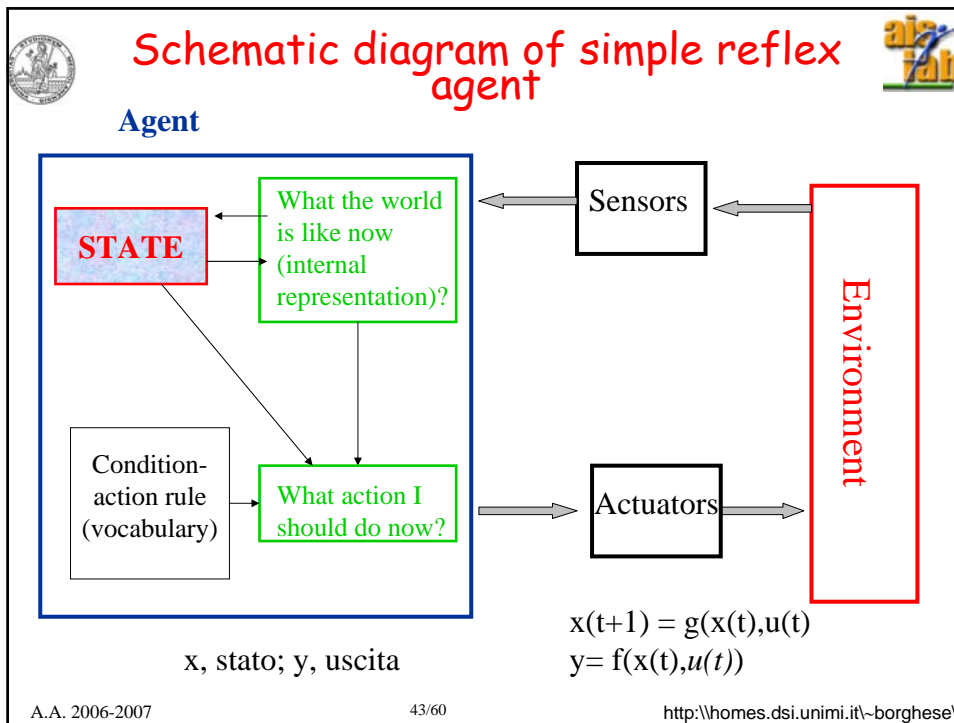 Schematic diagram of simple reflex
agent
Agent
What the world
is like now
(internal
representation)?
STATE
Condition-
action rule
(vocabulary)
What action I
should do now?
Sensors
Actuators
Environment
x(t+1) = g(x(t),u(t)
y= f(x(t),u(t))
x, stato; y, uscita
A.A. 2006-2007
43/60
http:\\homes.dsi.unimi.it\~borghese\
ais
lab